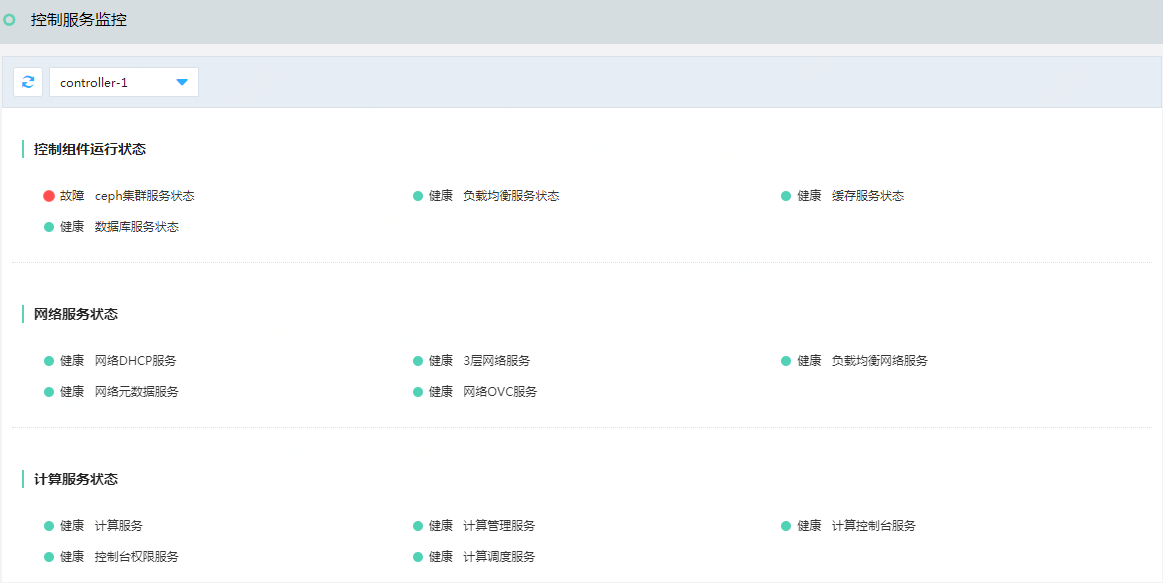 控制服务监控
controller-1
控制组件运行状态
故障 ceph集群服务状态 健康 负载均衡服务状态 健康 缓存服务状态
健康 数据库服务状态
网络服务状态
健康 网络DHCP服务 健康 3层网络服务 健康 负载均衡网络服务
健康 网络元数据服务 健康 网络OVC服务
计算服务状态
健康 计算服务 健康 计算管理服务 健康 计算控制台服务
健康 控制台权限服务 健康 计算调度服务